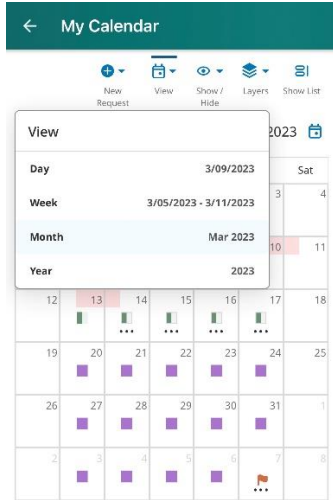 My Calendar
New Request
View
Show / Hide
Layers
Show List
View
2023
Day 3/09/2023
Week 3/05/2023 - 3/11/2023
Month Mar 2023
Year 2023
Sat
3 4
10 11
12 13 14 15 16 17 18
19 20 21 22 23 24 25
26 27 28 29 30 31 1
2 3 4 5 6 7 8